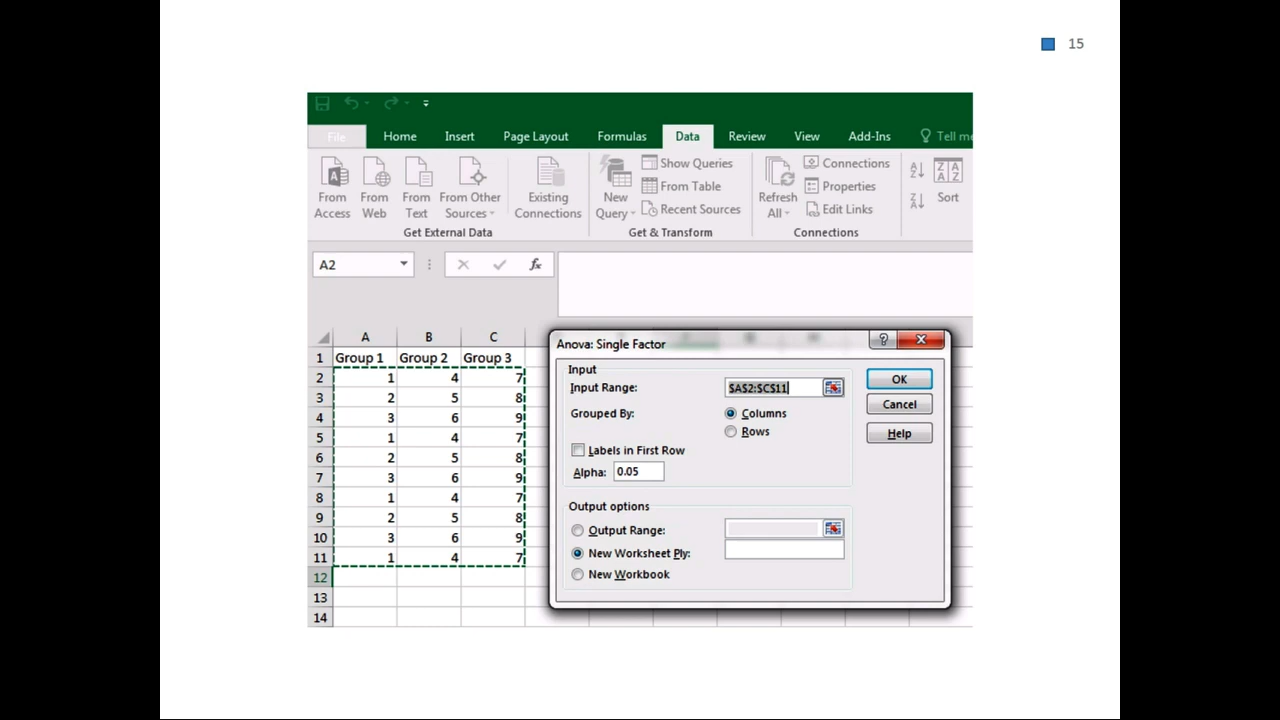 15
File Home Insert Page Layout Formulas Data Review View Add-Ins Tell me
From Access From Web From Text From Other Sources Existing Connections New Query Show Queries From Table Recent Sources Refresh All Connections Properties Edit Links Sort
Get External Data Get & Transform Connections
A2 fx
A B C
1 Group 1 Group 2 Group 3
2 1 4 7
3 2 5 8
4 3 6 9
5 1 4 7
6 2 5 8
7 3 6 9
8 1 4 7
9 2 5 8
10 3 6 9
11 1 4 7
12
13
14
Anova: Single Factor ?
Input
Input Range: $A$2:$C$11
Grouped By: Columns
Rows
Labels in First Row
Alpha: 0.05
OK
Cancel
Help
Output options
Output Range:
New Worksheet Ply:
New Workbook